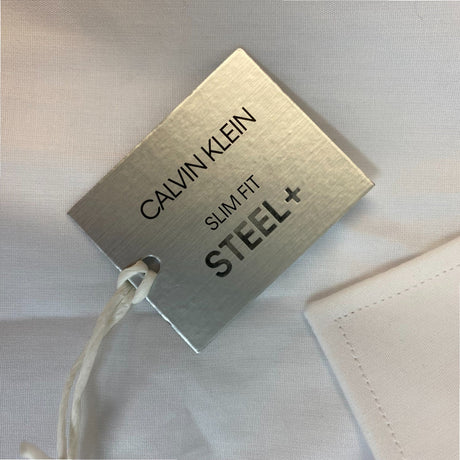 CALVIN KLEIN
SLIM FIT
STEEL+